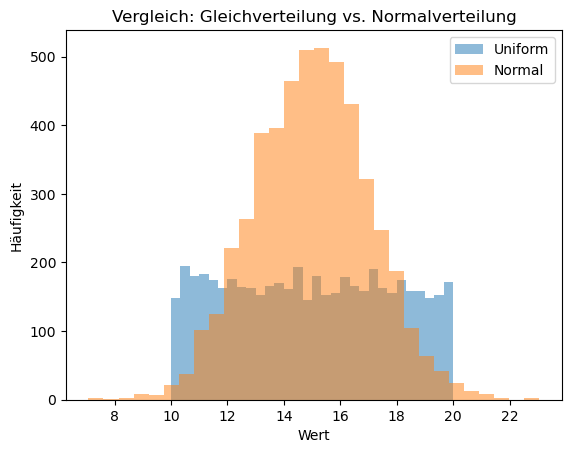 Vergleich: Gleichverteilung vs. Normalverteilung
Uniform
Normal
500
400
300
200
100
0
Häufigkeit
8 10 12 14 16 18 20 22
Wert